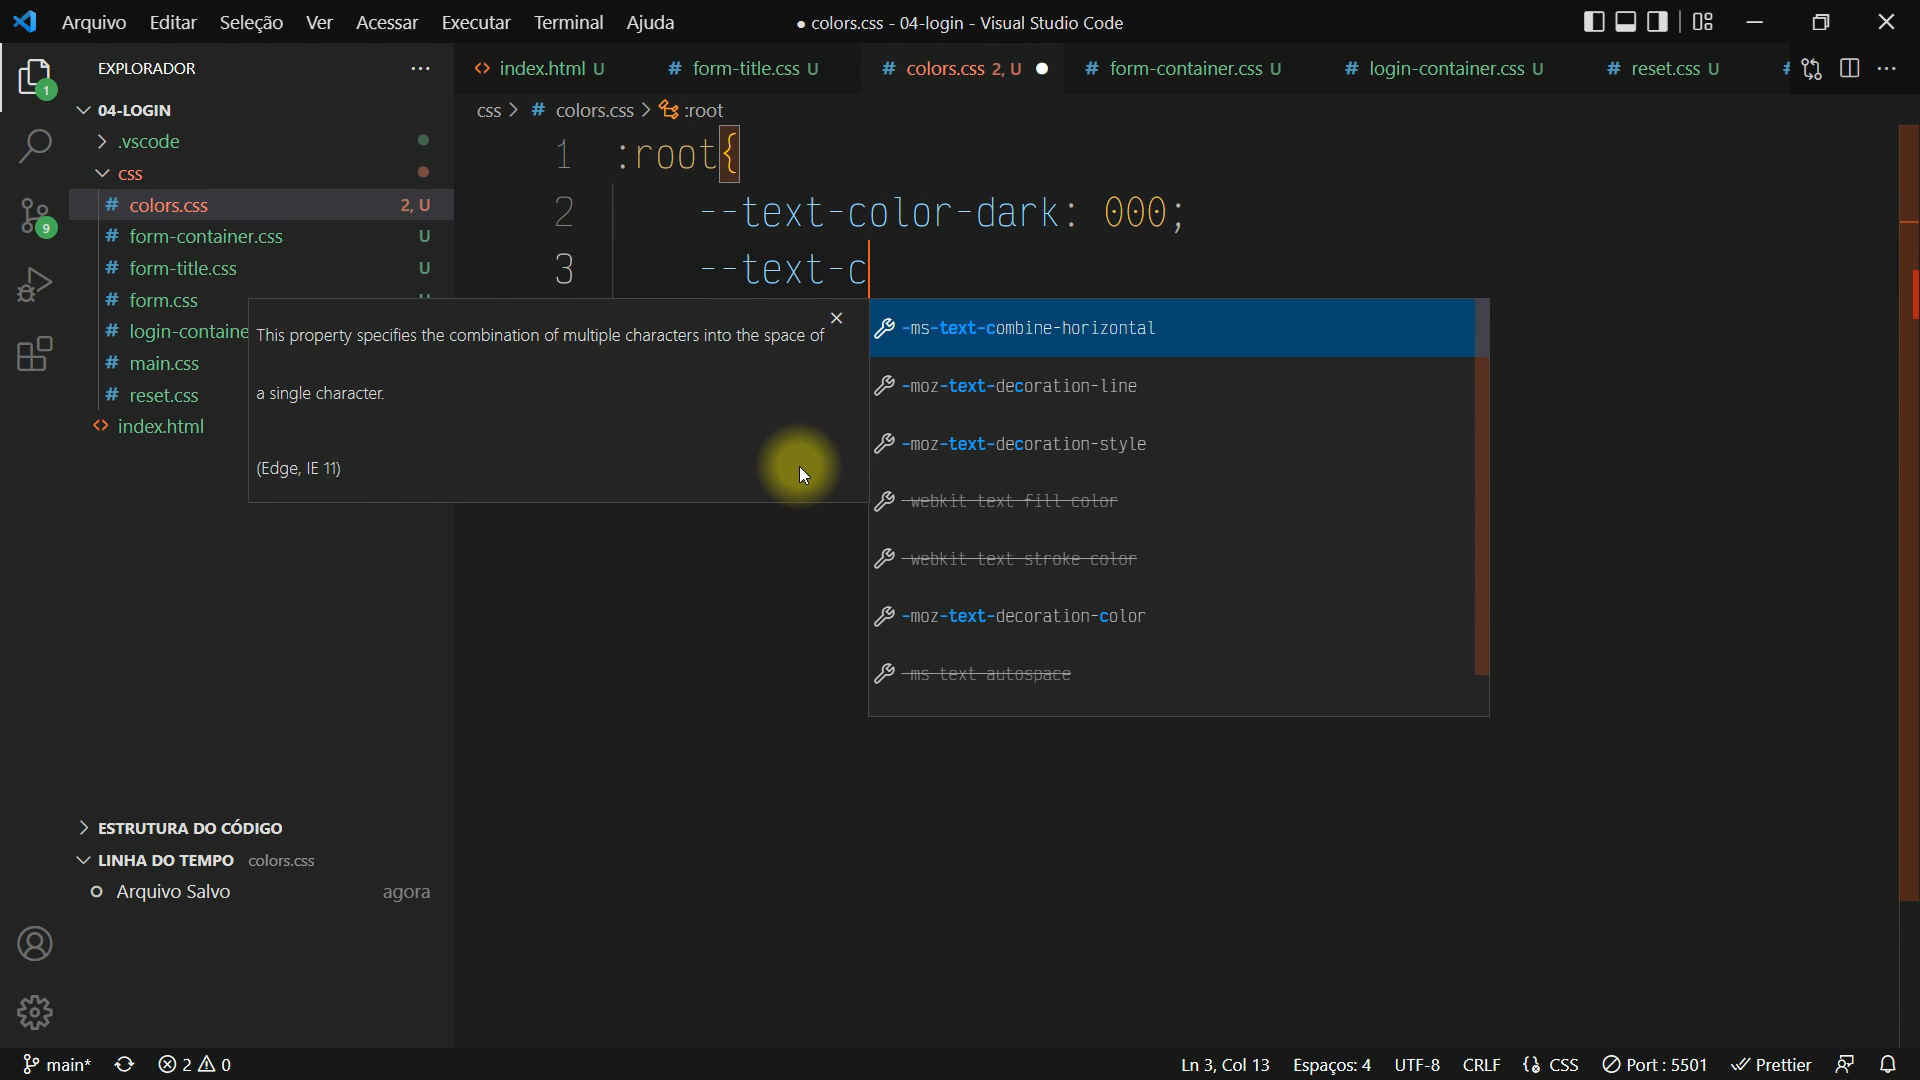 Arquivo Editar Seleção Ver Acessar Executar Terminal Ajuda ● colors.css - 04-login - Visual Studio Code
EXPLORADOR ···
index.html U # form-title.css U # colors.css 2, U # form-container.css U # login-container.css U # reset.css U #
css > # colors.css > :root
04-LOGIN
.vscode
css
# colors.css 2, U
# form-container.css U
# form-title.css U
# form.css U
# login-containe
# main.css
# reset.css
<> index.html
1 :root{
2 --text-color-dark: 000;
3 --text-c
This property specifies the combination of multiple characters into the space of
a single character.
(Edge, IE 11)
-ms-text-combine-horizontal
-moz-text-decoration-line
-moz-text-decoration-style
-webkit-text-fill-color
-webkit-text-stroke-color
-moz-text-decoration-color
-ms-text-autospace
ESTRUTURA DO CÓDIGO
LINHA DO TEMPO colors.css
Arquivo Salvo agora
1
9
main* 2 0 Ln 3, Col 13 Espaços: 4 UTF-8 CRLF CSS Port : 5501 Prettier